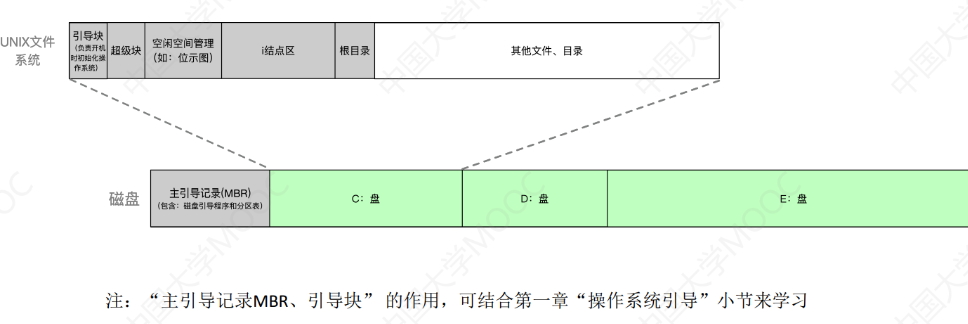 UNIX文件
系统
引导块
(负责开机
时初始化操
作系统)
超级块
空闲空间管理
(如：位示图)
i结点区
根目录
其他文件、目录
磁盘
主引导记录(MBR)
(包含：磁盘引导程序和分区表)
C：盘
D：盘
E：盘
注：“主引导记录MBR、引导块” 的作用，可结合第一章“操作系统引导”小节来学习
中国大学MOOC